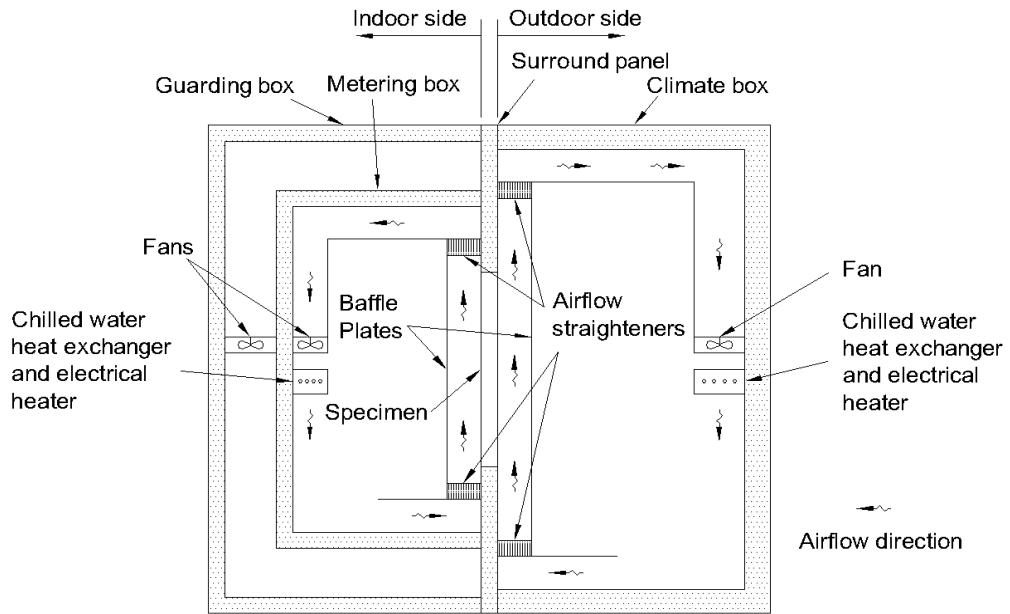 Indoor side
Outdoor side
Surround panel
Guarding box
Metering box
Climate box
Fans
Baffle
Plates
Airflow
straighteners
Fan
Chilled water
heat exchanger
and electrical
heater
Chilled water
heat exchanger
and electrical
heater
Specimen
Airflow direction